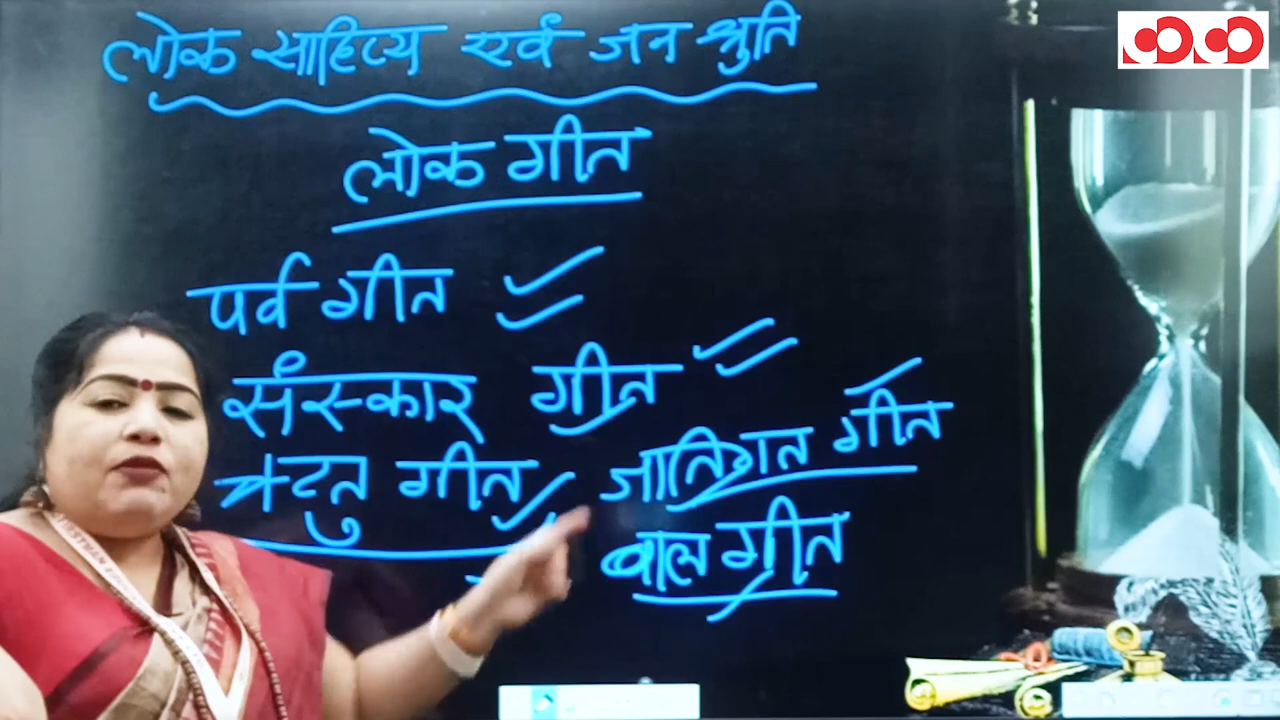 लोक साहित्य एवं जन श्रुति
लोक गीत
पर्व गीत
संस्कार गीत
ऋतु गीत
जातिगत गीत
बाल गीत